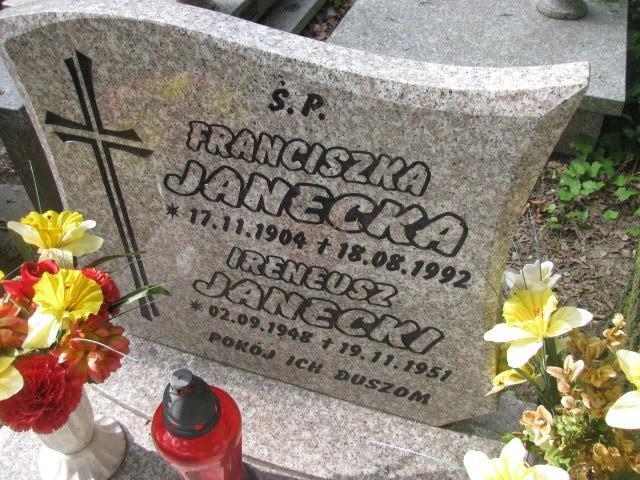 Ś.P.
FRANCISZKA
JANECKA
* 17.11.1904 † 18.08.1992
IRENEUSZ
JANECKI
* 02.09.1948 † 19.11.1951
POKÓJ ICH DUSZOM